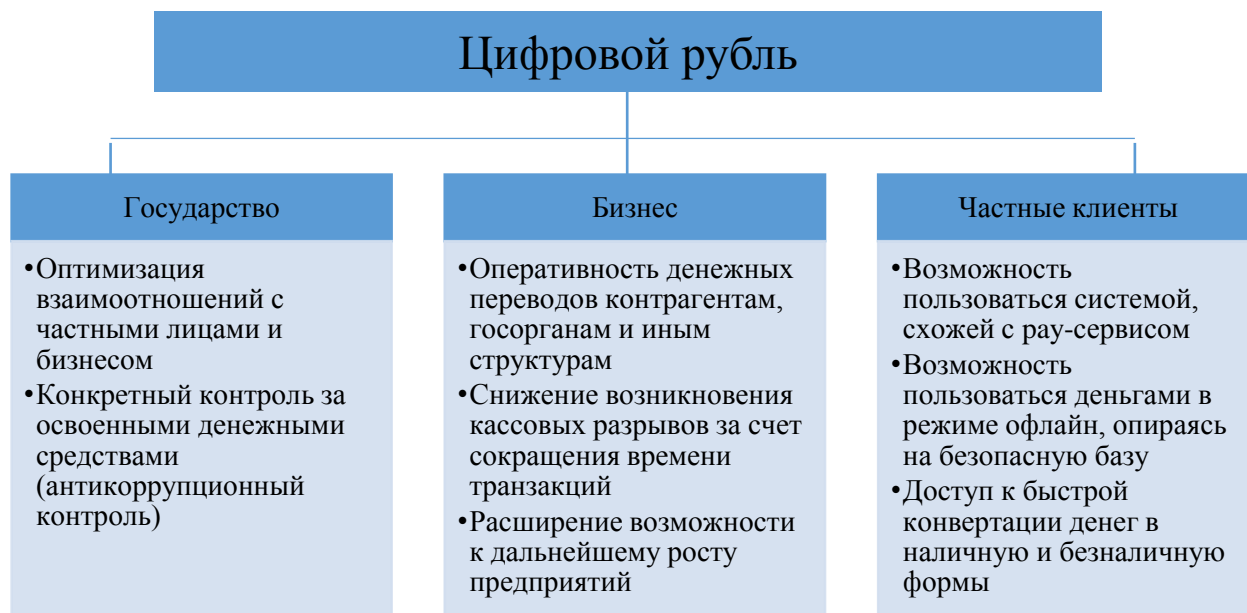 Цифровой рубль
Государство
•Оптимизация
взаимоотношений с
частными лицами и
бизнесом
•Конкретный контроль за
освоенными денежными
средствами
(антикоррупционный
контроль)
Бизнес
•Оперативность денежных
переводов контрагентам,
госорганам и иным
структурам
•Снижение возникновения
кассовых разрывов за счет
сокращения времени
транзакций
•Расширение возможности
к дальнейшему росту
предприятий
Частные клиенты
•Возможность
пользоваться системой,
схожей с pay-сервисом
•Возможность
пользоваться деньгами в
режиме офлайн, опираясь
на безопасную базу
•Доступ к быстрой
конвертации денег в
наличную и безналичную
формы